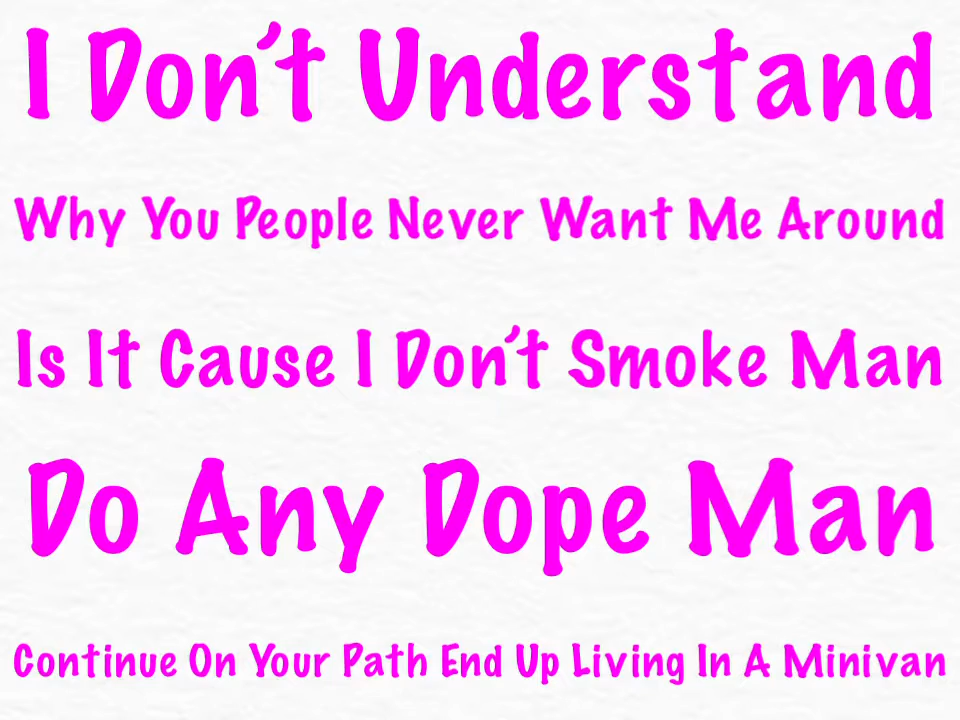 I Don't Understand
Why You People Never Want Me Around
Is It Cause I Don't Smoke Man
Do Any Dope Man
Continue On Your Path End Up Living In A Minivan